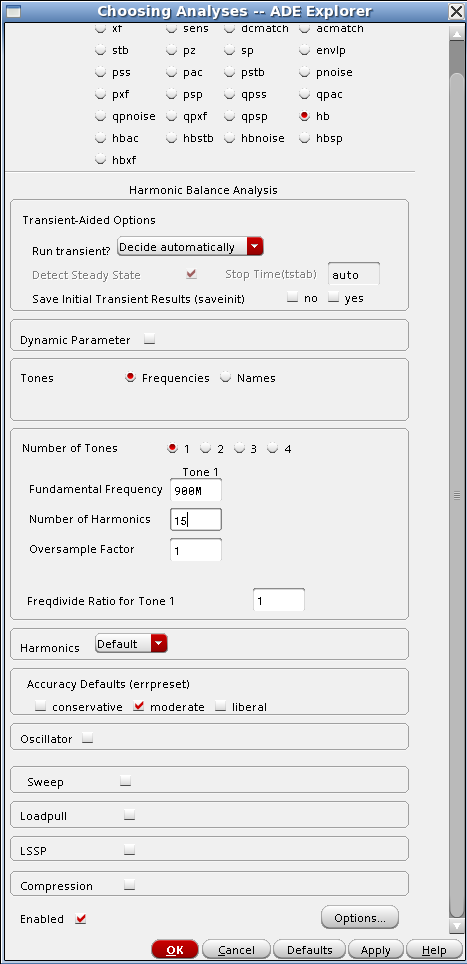 Choosing Analyses -- ADE Explorer
xf sens dcmatch acmatch
stb pz sp envlp
pss pac pstb pnoise
pxf psp qpss qpac
qpnoise qpxf qpsp hb
hbac hbstb hbnoise hbsp
hbxf
Harmonic Balance Analysis
Transient-Aided Options
Run transient? Decide automatically
Detect Steady State Stop Time(tstab) auto
Save Initial Transient Results (saveinit) no yes
Dynamic Parameter
Tones Frequencies Names
Number of Tones 1 2 3 4
Tone 1
Fundamental Frequency 900M
Number of Harmonics 15
Oversample Factor 1
Freqdivide Ratio for Tone 1 1
Harmonics Default
Accuracy Defaults (errpreset)
conservative moderate liberal
Oscillator
Sweep
Loadpull
LSSP
Compression
Enabled Options...
OK Cancel Defaults Apply Help